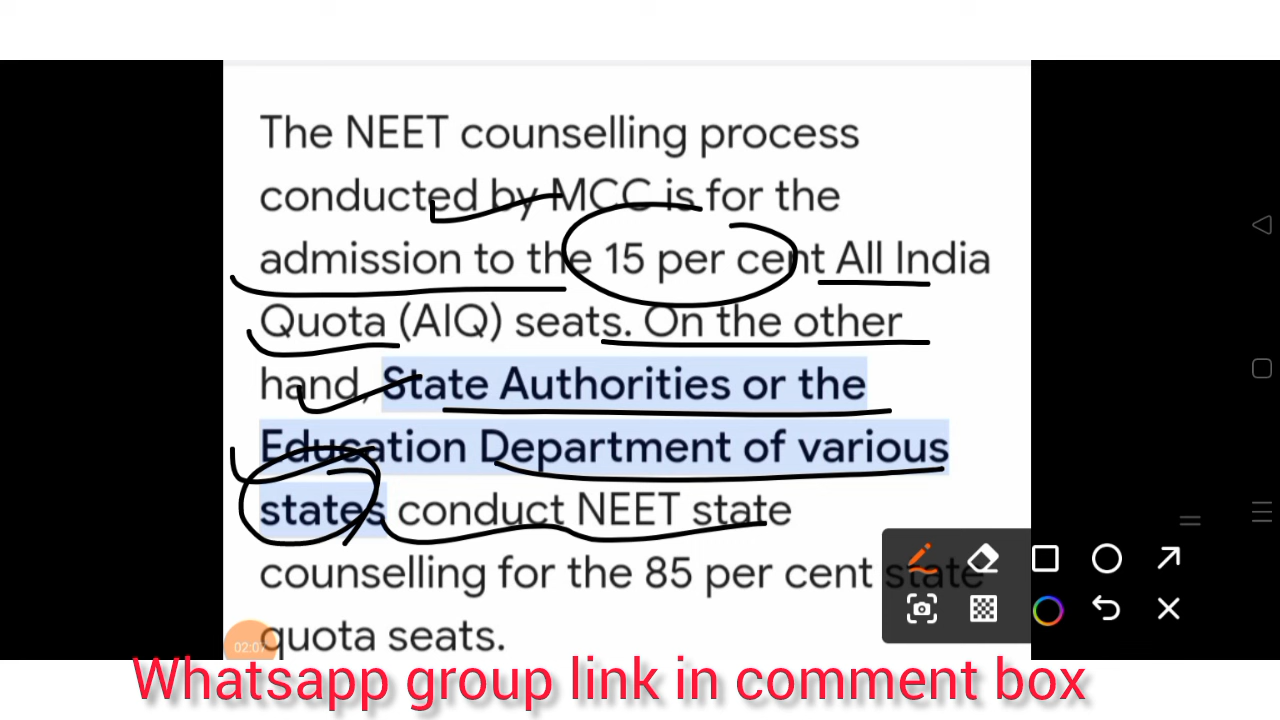 The NEET counselling process
conducted by MCC is for the
admission to the 15 per cent All India
Quota (AIQ) seats. On the other
hand, State Authorities or the
Education Department of various
states conduct NEET state
counselling for the 85 per cent state
quota seats.
02:07
Whatsapp group link in comment box